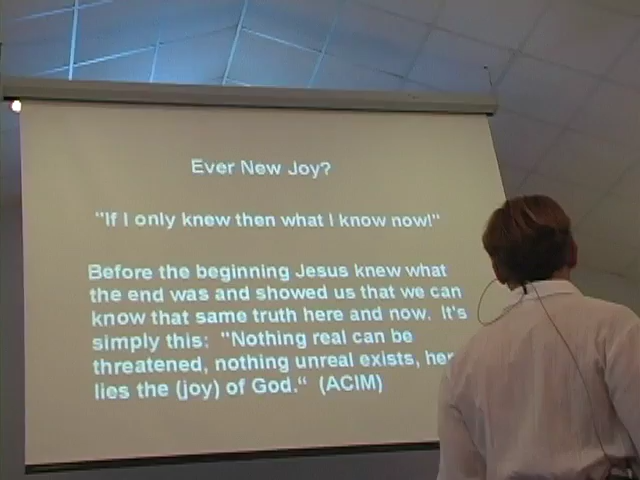 Ever New Joy?
"If I only knew then what I know now!"
Before the beginning Jesus knew what
the end was and showed us that we can
know that same truth here and now. It's
simply this: "Nothing real can be
threatened, nothing unreal exists, her
lies the (joy) of God." (ACIM)